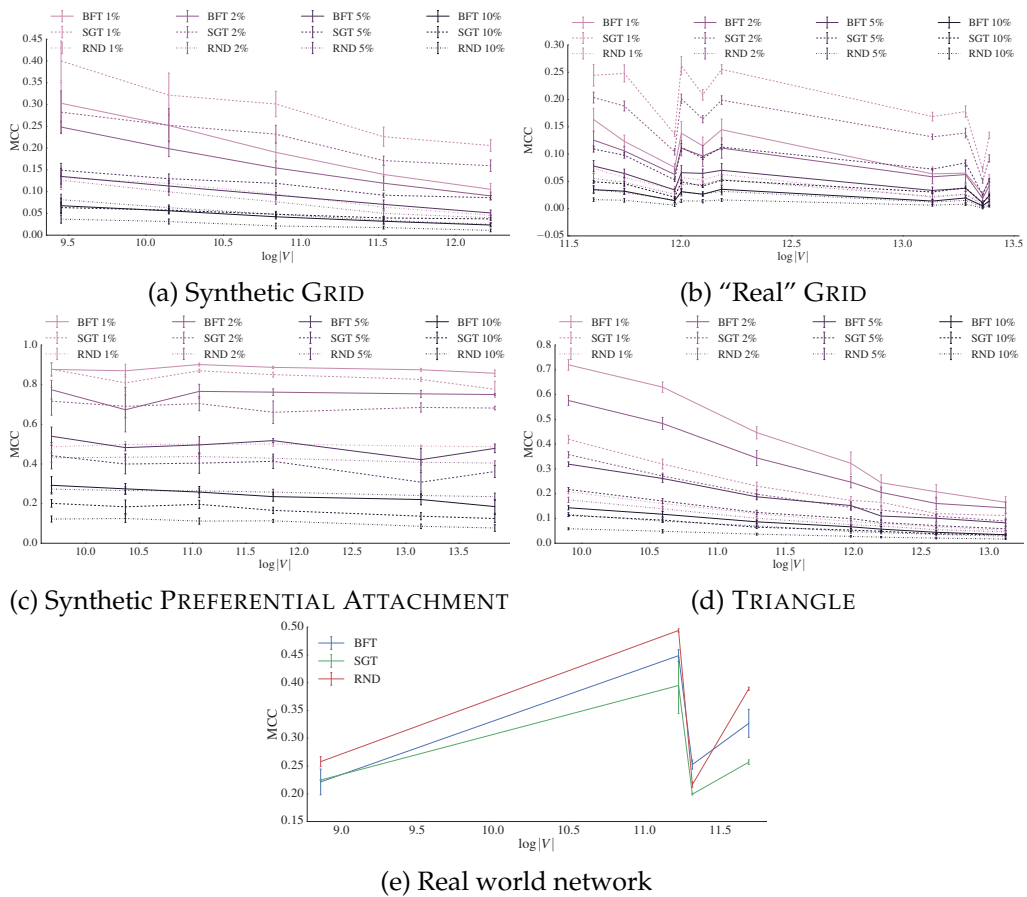 BFT 1% BFT 2% BFT 5% BFT 10%
SGT 1% SGT 2% SGT 5% SGT 10%
RND 1% RND 2% RND 5% RND 10%
MCC
0.45
0.40
0.35
0.30
0.25
0.20
0.15
0.10
0.05
0.00
9.5 10.0 10.5 11.0 11.5 12.0
log|V|
(a) Synthetic GRID
BFT 1% BFT 2% BFT 5% BFT 10%
SGT 1% SGT 2% SGT 5% SGT 10%
RND 1% RND 2% RND 5% RND 10%
MCC
0.30
0.25
0.20
0.15
0.10
0.05
0.00
−0.05
11.5 12.0 12.5 13.0 13.5
log|V|
(b) “Real” GRID
BFT 1% BFT 2% BFT 5% BFT 10%
SGT 1% SGT 2% SGT 5% SGT 10%
RND 1% RND 2% RND 5% RND 10%
MCC
1.0
0.8
0.6
0.4
0.2
0.0
10.0 10.5 11.0 11.5 12.0 12.5 13.0 13.5
log|V|
(c) Synthetic PREFERENTIAL ATTACHMENT
BFT 1% BFT 2% BFT 5% BFT 10%
SGT 1% SGT 2% SGT 5% SGT 10%
RND 1% RND 2% RND 5% RND 10%
MCC
0.8
0.7
0.6
0.5
0.4
0.3
0.2
0.1
0.0
10.0 10.5 11.0 11.5 12.0 12.5 13.0
log|V|
(d) TRIANGLE
BFT
SGT
RND
MCC
0.50
0.45
0.40
0.35
0.30
0.25
0.20
0.15
9.0 9.5 10.0 10.5 11.0 11.5
log|V|
(e) Real world network